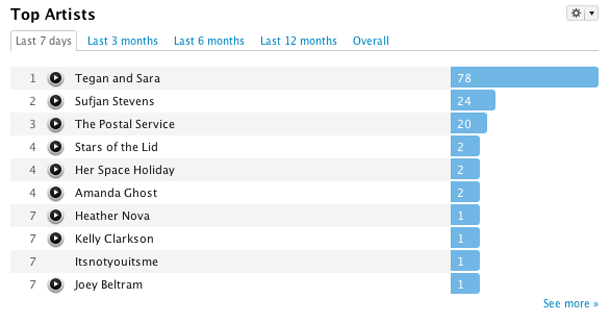 Top Artists
Last 7 days Last 3 months Last 6 months Last 12 months Overall
1 Tegan and Sara 78
2 Sufjan Stevens 24
3 The Postal Service 20
4 Stars of the Lid 2
4 Her Space Holiday 2
4 Amanda Ghost 2
7 Heather Nova 1
7 Kelly Clarkson 1
7 Itsnotyouitsme 1
7 Joey Beltram 1
See more »